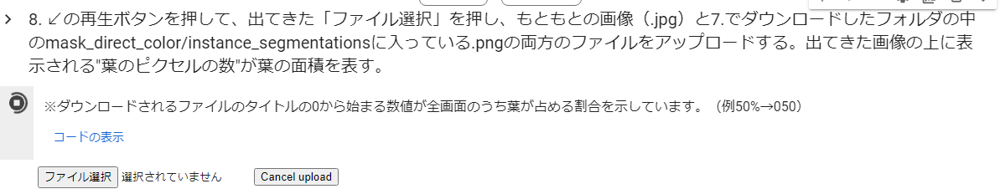 8. ↙の再生ボタンを押して、出てきた「ファイル選択」を押し、もともとの画像（.jpg）と7.でダウンロードしたフォルダの中
のmask_direct_color/instance_segmentationsに入っている.pngの両方のファイルをアップロードする。出てきた画像の上に表
示される"葉のピクセルの数"が葉の面積を表す。
※ダウンロードされるファイルのタイトルの0から始まる数値が全画面のうち葉が占める割合を示しています。（例50%→050）
コードの表示
ファイル選択 選択されていません Cancel upload